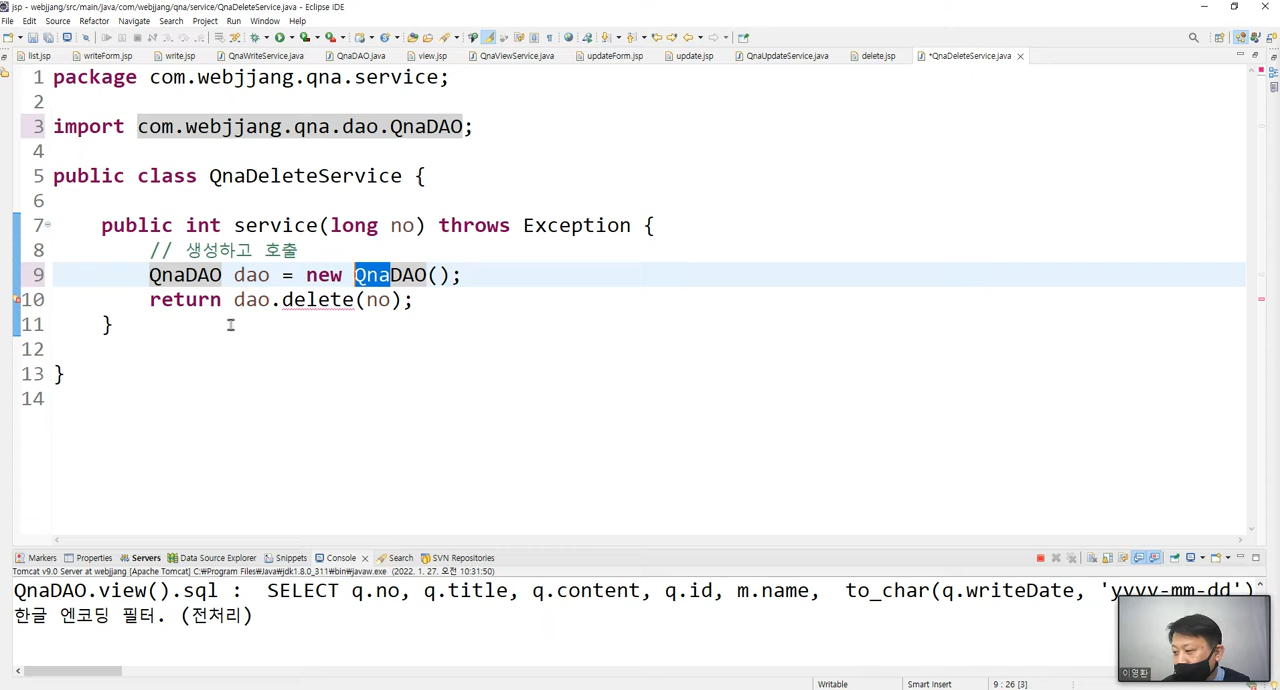 jsp - webjjang/src/main/java/com/webjjang/qna/service/QnaDeleteService.java - Eclipse IDE
File Edit Source Refactor Navigate Search Project Run Window Help
list.jsp writeForm.jsp write.jsp QnaWriteService.java QnaDAO.java view.jsp QnaViewService.java updateForm.jsp update.jsp QnaUpdateService.java delete.jsp *QnaDeleteService.java
1 package com.webjjang.qna.service;
2
3 import com.webjjang.qna.dao.QnaDAO;
4
5 public class QnaDeleteService {
6
7 public int service(long no) throws Exception {
8 // 생성하고 호출
9 QnaDAO dao = new QnaDAO();
10 return dao.delete(no);
11 }
12
13 }
14
Markers Properties Servers Data Source Explorer Snippets Console Search SVN Repositories
Tomcat v9.0 Server at webjjang [Apache Tomcat] C:₩Program Files₩Java₩jdk1.8.0_311₩bin₩javaw.exe (2022. 1. 27. 오전 10:31:50)
QnaDAO.view().sql : SELECT q.no, q.title, q.content, q.id, m.name, to_char(q.writeDate, 'yyyy-mm-dd')
한글 엔코딩 필터. (전처리)
이영환
Writable Smart Insert 9 : 26 [3]